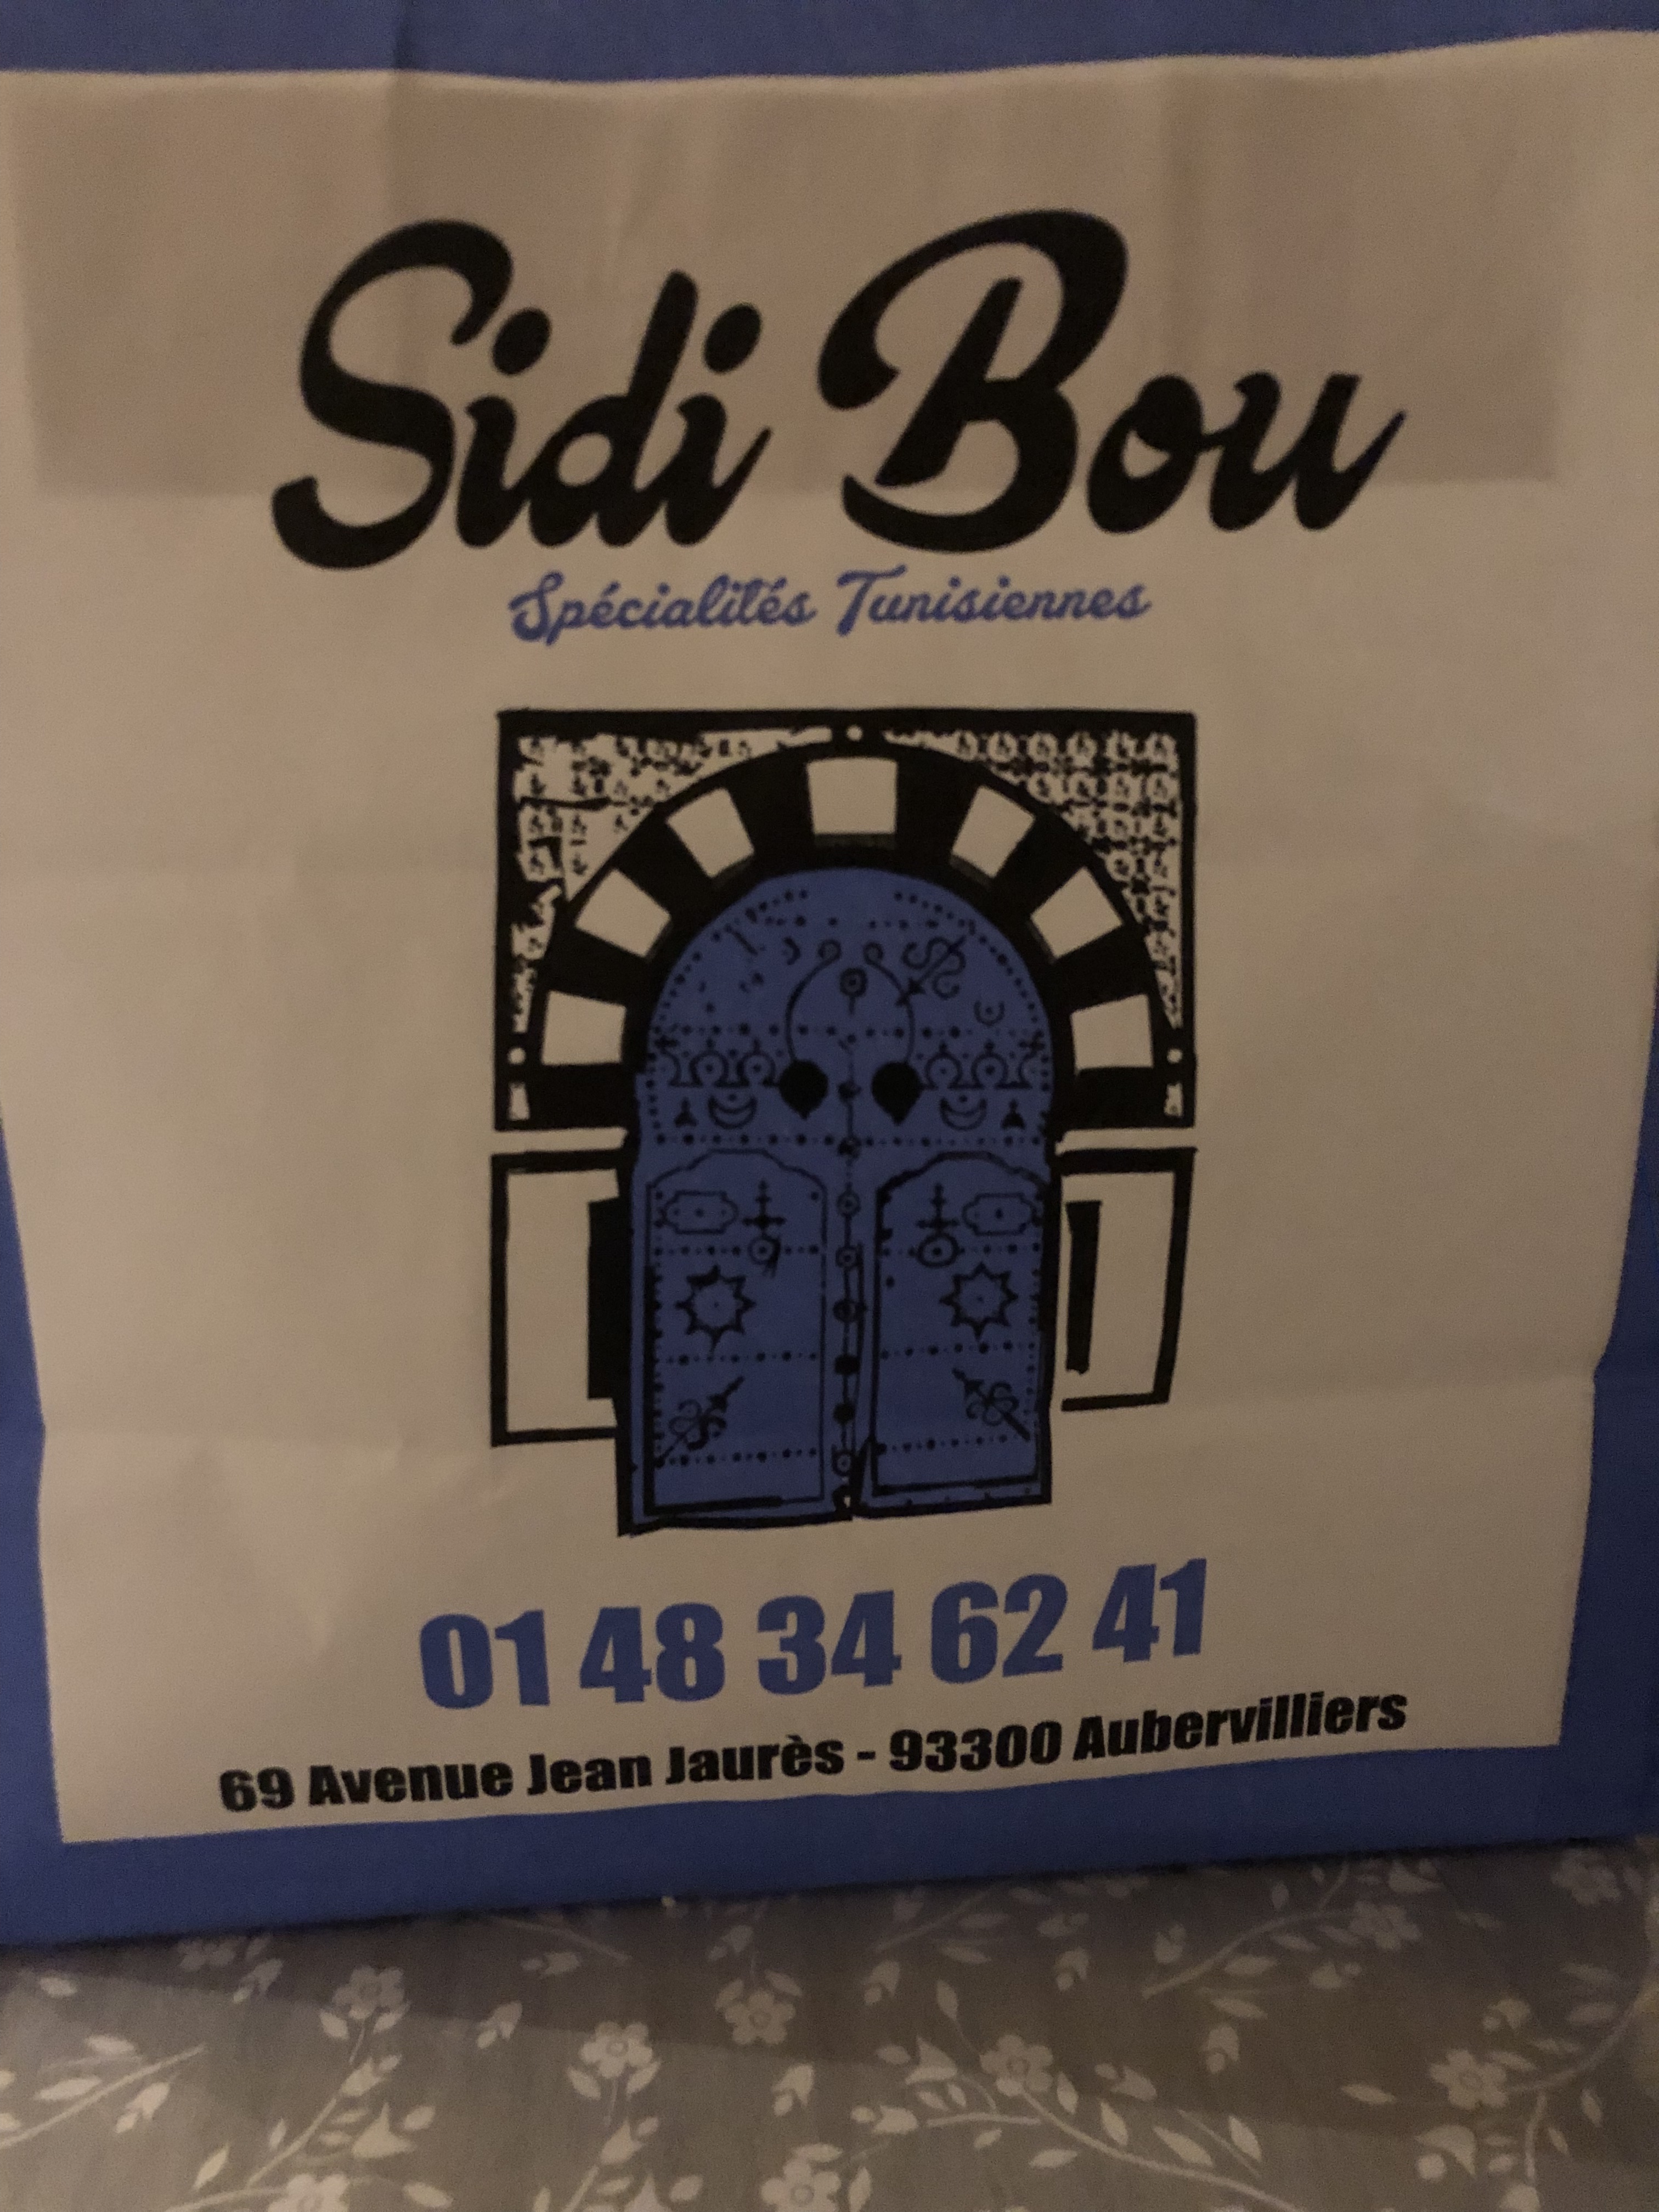 Sidi Bou
Spécialités Tunisiennes
01 48 34 62 41
69 Avenue Jean Jaurès - 93300 Aubervilliers